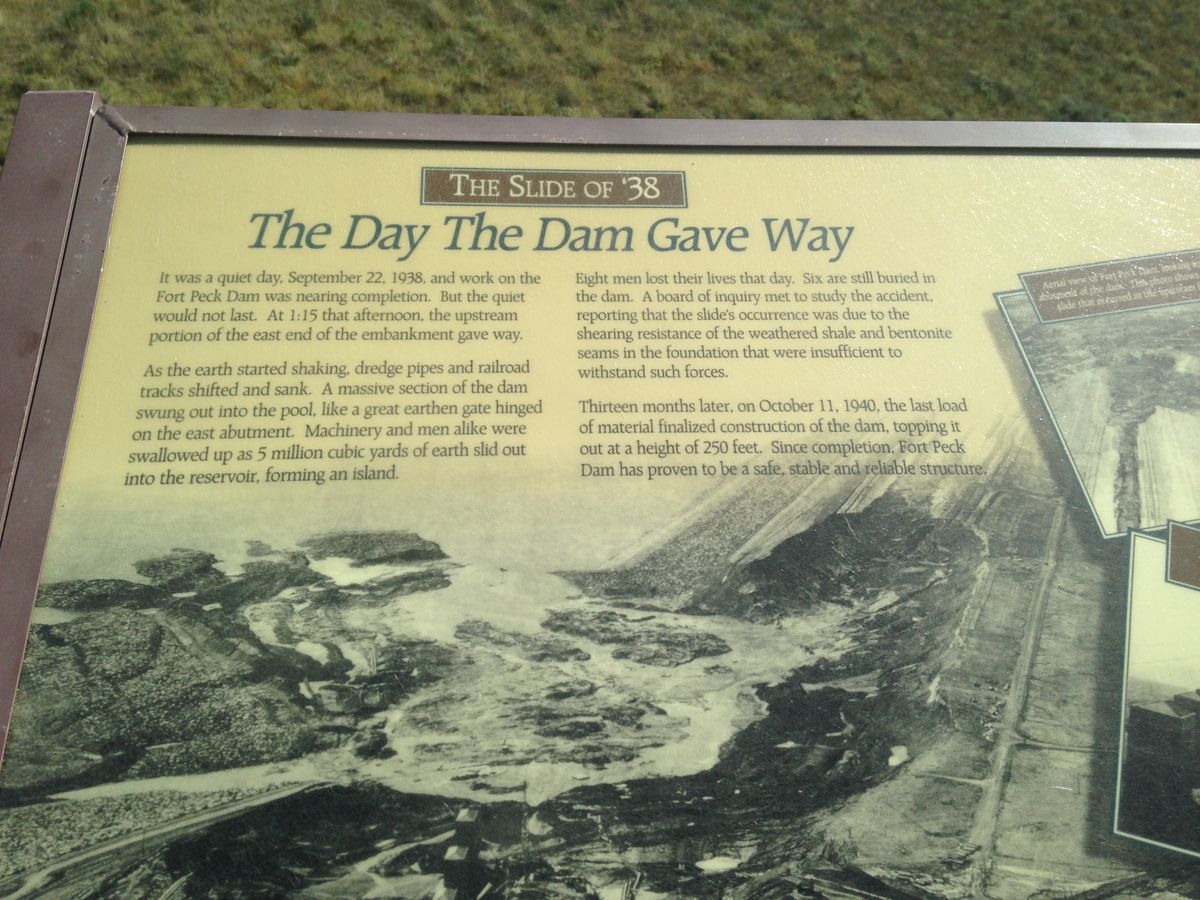 THE SLIDE OF '38
The Day The Dam Gave Way
It was a quiet day, September 22, 1938, and work on the
Fort Peck Dam was nearing completion. But the quiet
would not last. At 1:15 that afternoon, the upstream
portion of the east end of the embankment gave way.
As the earth started shaking, dredge pipes and railroad
tracks shifted and sank. A massive section of the dam
swung out into the pool, like a great earthen gate hinged
on the east abutment. Machinery and men alike were
swallowed up as 5 million cubic yards of earth slid out
into the reservoir, forming an island.
Eight men lost their lives that day. Six are still buried in
the dam. A board of inquiry met to study the accident,
reporting that the slide's occurrence was due to the
shearing resistance of the weathered shale and bentonite
seams in the foundation that were insufficient to
withstand such forces.
Thirteen months later, on October 11, 1940, the last load
of material finalized construction of the dam, topping it
out at a height of 250 feet. Since completion, Fort Peck
Dam has proven to be a safe, stable and reliable structure.
Aerial view of Fort Peck Dam, looking
abutment of the dam. This photo
slide that occurred in the